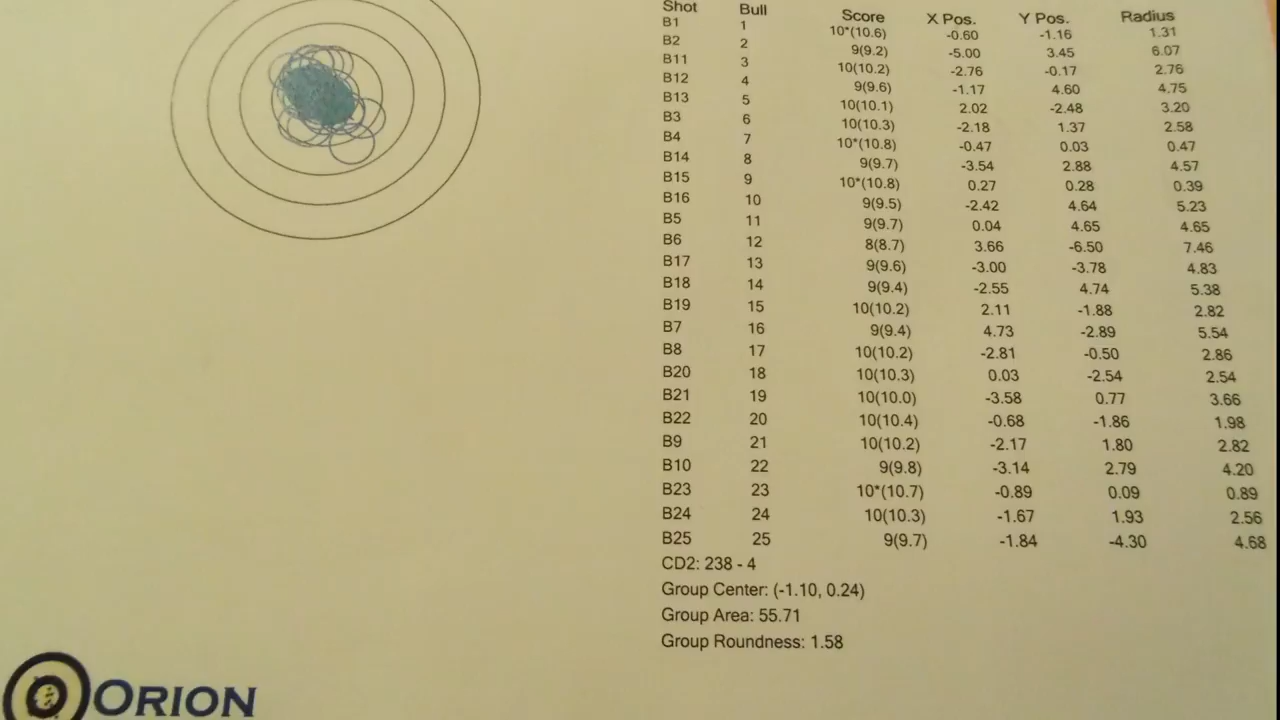 Shot Bull Score X Pos. Y Pos. Radius
B1 1 10*(10.6) -0.60 -1.16 1.31
B2 2 9(9.2) -5.00 3.45 6.07
B11 3 10(10.2) -2.76 -0.17 2.76
B12 4 9(9.6) -1.17 4.60 4.75
B13 5 10(10.1) 2.02 -2.48 3.20
B3 6 10(10.3) -2.18 1.37 2.58
B4 7 10*(10.8) -0.47 0.03 0.47
B14 8 9(9.7) -3.54 2.88 4.57
B15 9 10*(10.8) 0.27 0.28 0.39
B16 10 9(9.5) -2.42 4.64 5.23
B5 11 9(9.7) 0.04 4.65 4.65
B6 12 8(8.7) 3.66 -6.50 7.46
B17 13 9(9.6) -3.00 -3.78 4.83
B18 14 9(9.4) -2.55 4.74 5.38
B19 15 10(10.2) 2.11 -1.88 2.82
B7 16 9(9.4) 4.73 -2.89 5.54
B8 17 10(10.2) -2.81 -0.50 2.86
B20 18 10(10.3) 0.03 -2.54 2.54
B21 19 10(10.0) -3.58 0.77 3.66
B22 20 10(10.4) -0.68 -1.86 1.98
B9 21 10(10.2) -2.17 1.80 2.82
B10 22 9(9.8) -3.14 2.79 4.20
B23 23 10*(10.7) -0.89 0.09 0.89
B24 24 10(10.3) -1.67 1.93 2.56
B25 25 9(9.7) -1.84 -4.30 4.68
CD2: 238 - 4
Group Center: (-1.10, 0.24)
Group Area: 55.71
Group Roundness: 1.58
ORION